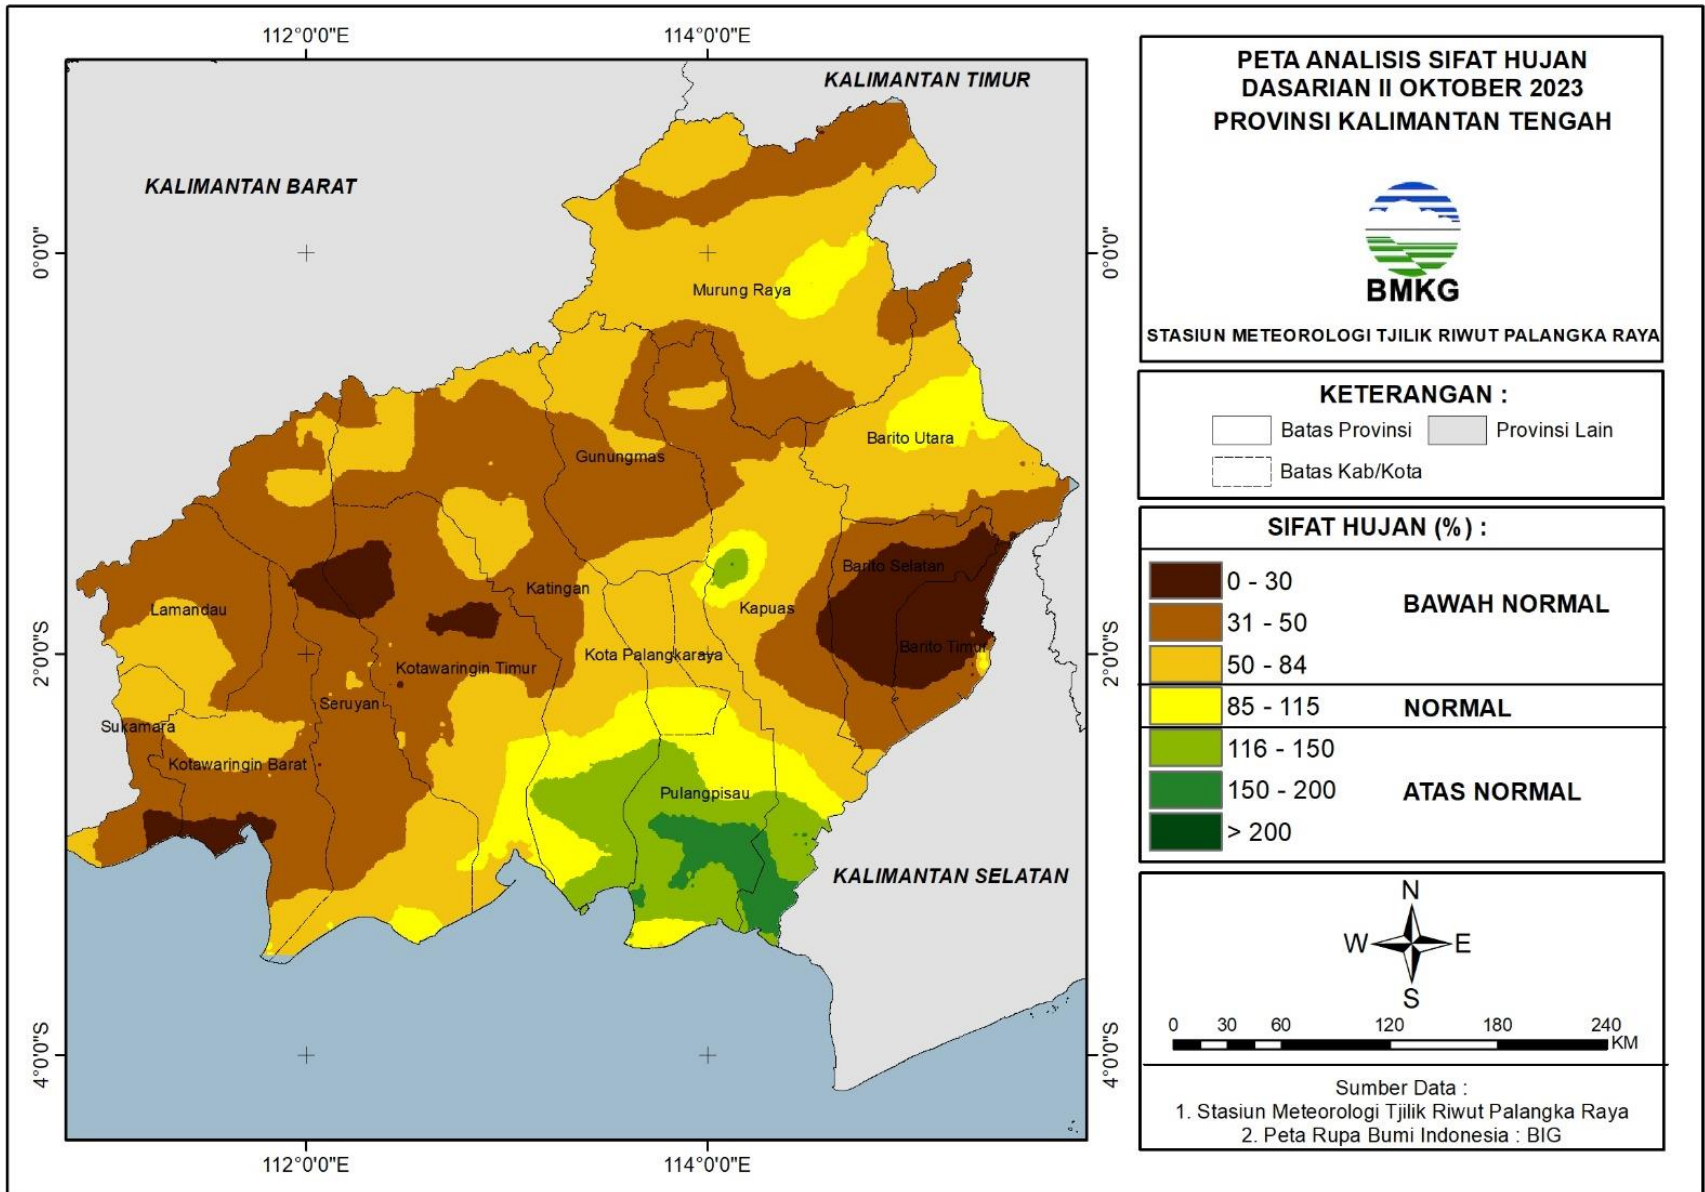 112°0'0"E
114°0'0"E
KALIMANTAN TIMUR
KALIMANTAN BARAT
0°0'0"
0°0'0"
Murung Raya
Barito Utara
Gunungmas
Barito Selatan
Katingan
Lamandau
Kapuas
2°0'0"S
2°0'0"S
Barito Timur
Kota Palangkaraya
Kotawaringin Timur
Seruyan
Sukamara
Kotawaringin Barat
Pulangpisau
KALIMANTAN SELATAN
4°0'0"S
4°0'0"S
112°0'0"E
114°0'0"E
PETA ANALISIS SIFAT HUJAN
DASARIAN II OKTOBER 2023
PROVINSI KALIMANTAN TENGAH
BMKG
STASIUN METEOROLOGI TJILIK RIWUT PALANGKA RAYA
KETERANGAN :
Batas Provinsi
Provinsi Lain
Batas Kab/Kota
SIFAT HUJAN (%) :
0 - 30
BAWAH NORMAL
31 - 50
50 - 84
85 - 115
NORMAL
116 - 150
150 - 200
ATAS NORMAL
> 200
N
W
E
S
0 30 60 120 180 240
KM
Sumber Data :
1. Stasiun Meteorologi Tjilik Riwut Palangka Raya
2. Peta Rupa Bumi Indonesia : BIG